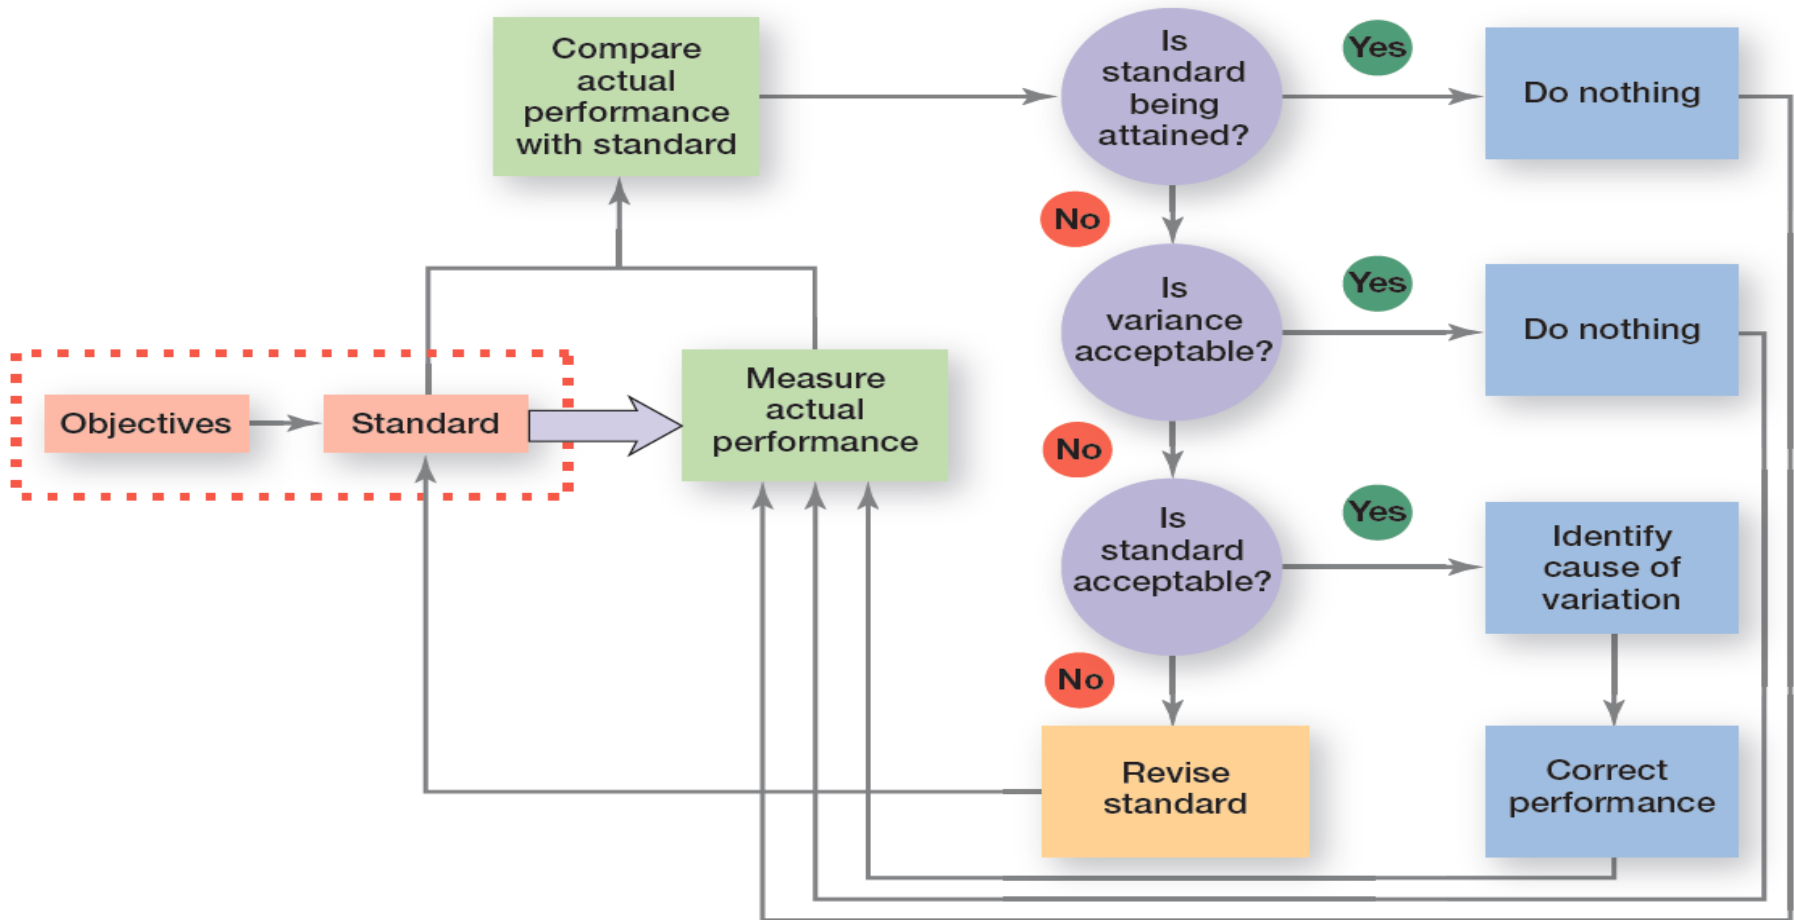 Compare
actual
performance
with standard
Is
standard
being
attained?
Yes
Do nothing
No
Is
variance
acceptable?
Yes
Do nothing
Objectives
Standard
Measure
actual
performance
No
Is
standard
acceptable?
Yes
Identify
cause of
variation
No
Revise
standard
Correct
performance